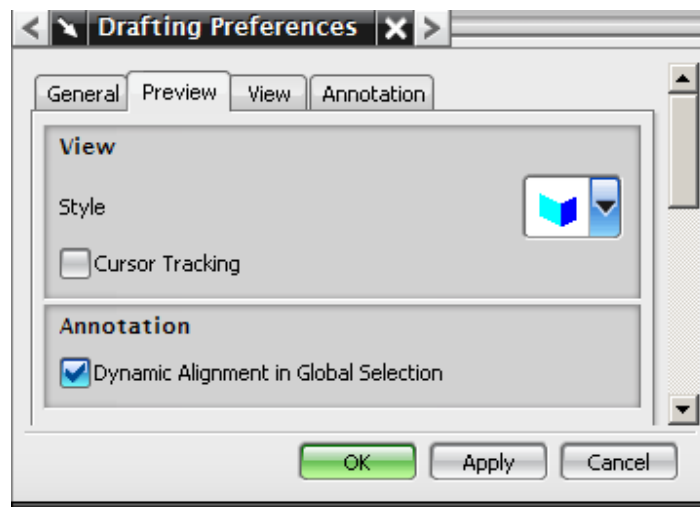 Drafting Preferences
General Preview View Annotation
View
Style
Cursor Tracking
Annotation
Dynamic Alignment in Global Selection
OK Apply Cancel